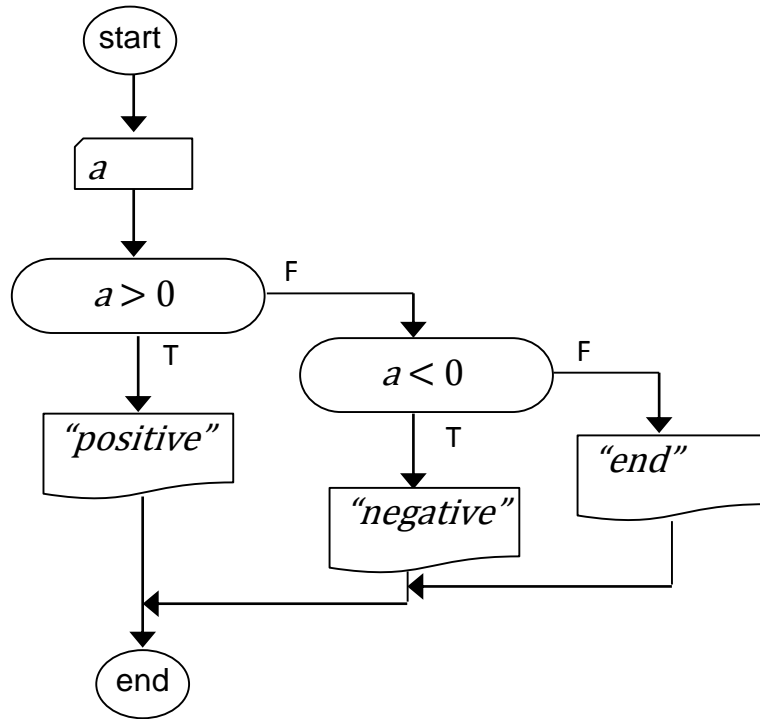 start
a
a > 0
F
T
a < 0
F
T
“positive”
“end”
“negative”
end